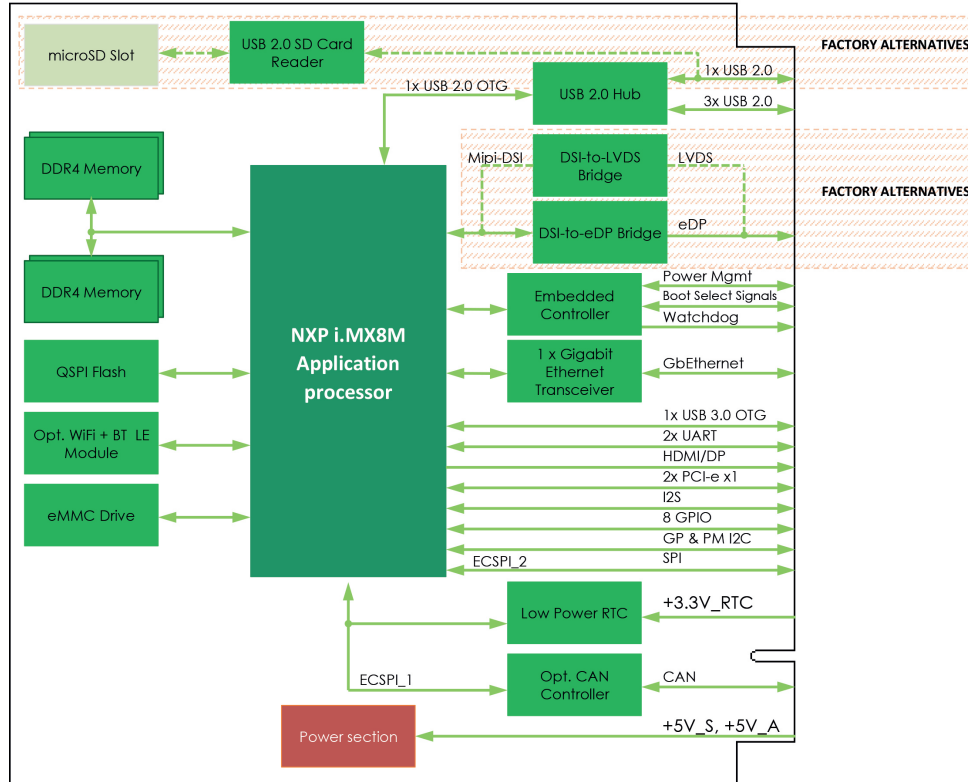 microSD Slot
USB 2.0 SD Card
Reader
FACTORY ALTERNATIVES
1x USB 2.0
1x USB 2.0 OTG
USB 2.0 Hub
3x USB 2.0
DDR4 Memory
Mipi-DSI
DSI-to-LVDS
Bridge
LVDS
FACTORY ALTERNATIVES
DSI-to-eDP Bridge
eDP
DDR4 Memory
Embedded
Controller
Power Mgmt
Boot Select Signals
Watchdog
NXP i.MX8M
Application
processor
QSPI Flash
1 x Gigabit
Ethernet
Transceiver
GbEthernet
Opt. WiFi + BT LE
Module
1x USB 3.0 OTG
2x UART
HDMI/DP
2x PCI-e x1
I2S
8 GPIO
GP & PM I2C
ECSPI_2
SPI
eMMC Drive
Low Power RTC
+3.3V_RTC
ECSPI_1
Opt. CAN
Controller
CAN
Power section
+5V_S, +5V_A